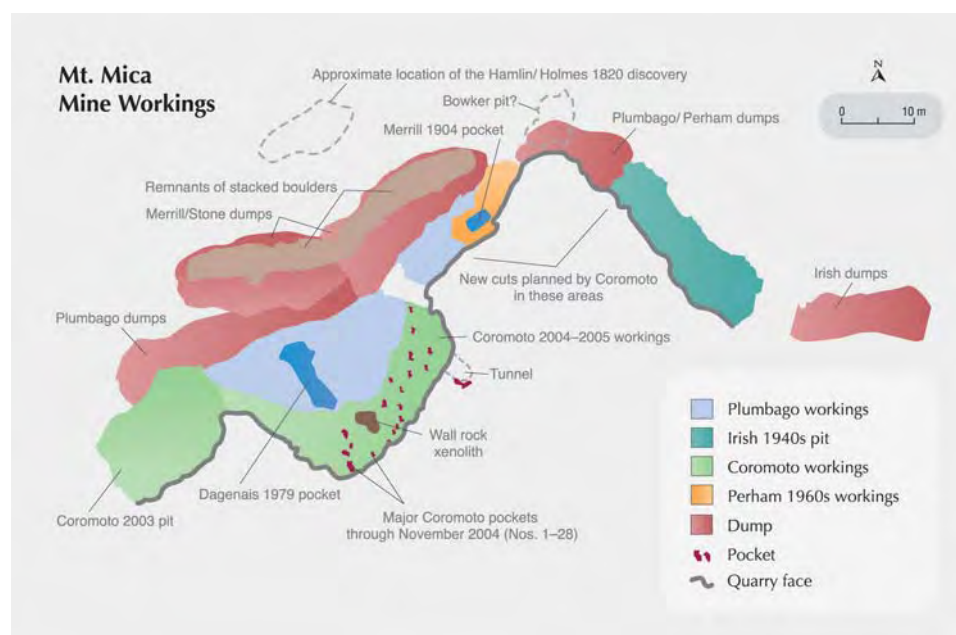 Mt. Mica
Mine Workings
Approximate location of the Hamlin/Holmes 1820 discovery
Bowker pit?
Merrill 1904 pocket
Plumbago/Perham dumps
N
0 10 m
Remnants of stacked boulders
Merrill/Stone dumps
New cuts planned by Coromoto
in these areas
Irish dumps
Plumbago dumps
Coromoto 2004–2005 workings
Tunnel
Wall rock
xenolith
Dagenais 1979 pocket
Coromoto 2003 pit
Major Coromoto pockets
through November 2004 (Nos. 1–28)
Plumbago workings
Irish 1940s pit
Coromoto workings
Perham 1960s workings
Dump
Pocket
Quarry face